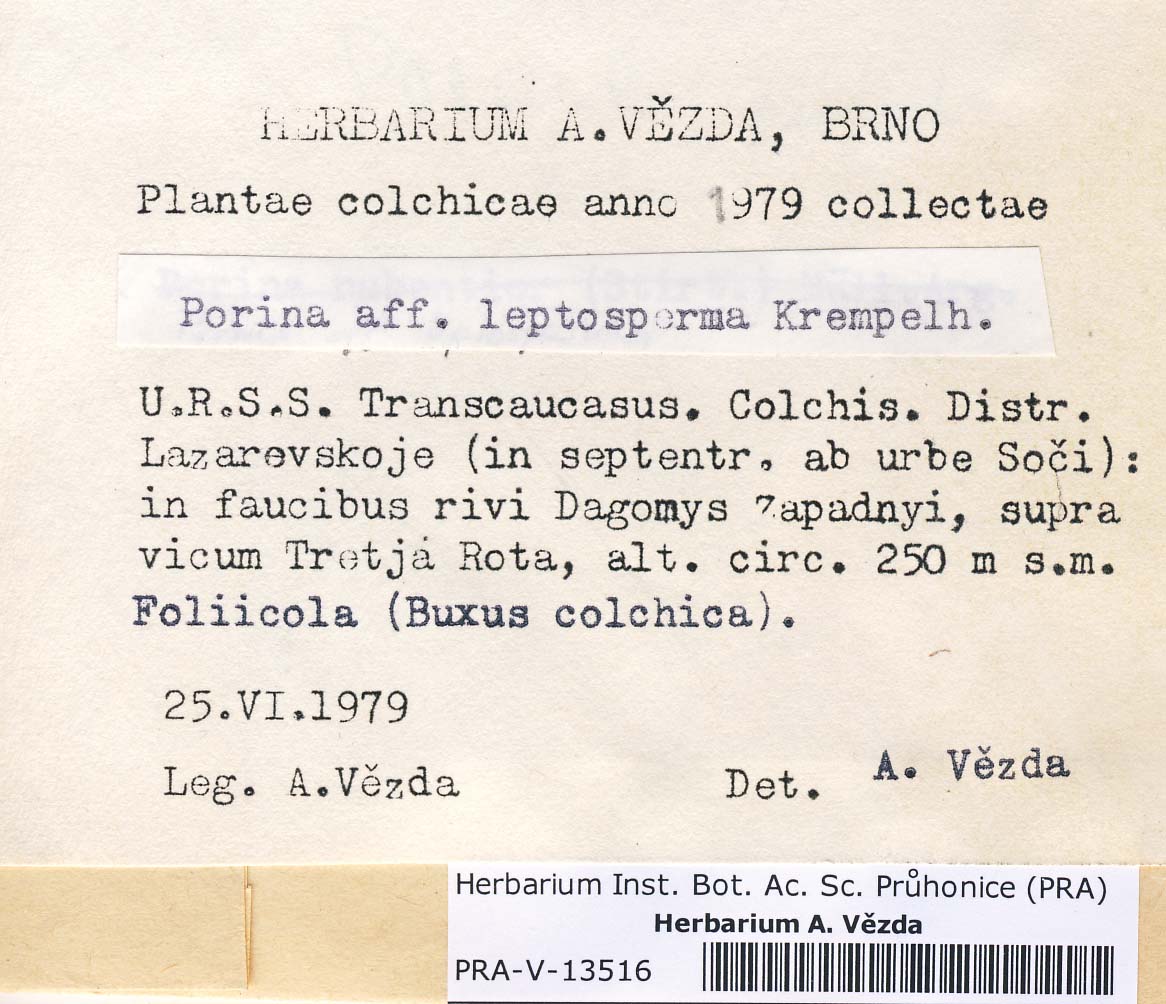 HERBARIUM A.VĚZDA, BRNO
Plantae colchicae anno 1979 collectae
Porina aff. leptosperma Krempelh.
U.R.S.S. Transcaucasus. Colchis. Distr.
Lazarevskoje (in septentr. ab urbe Soči):
in faucibus rivi Dagomys Zapadnyi, supra
vicum Tretjá Rota, alt. circ. 250 m s.m.
Foliicola (Buxus colchica).
25.VI.1979
Leg. A.Vězda Det. A. Vězda
Herbarium Inst. Bot. Ac. Sc. Průhonice (PRA)
Herbarium A. Vězda
PRA-V-13516